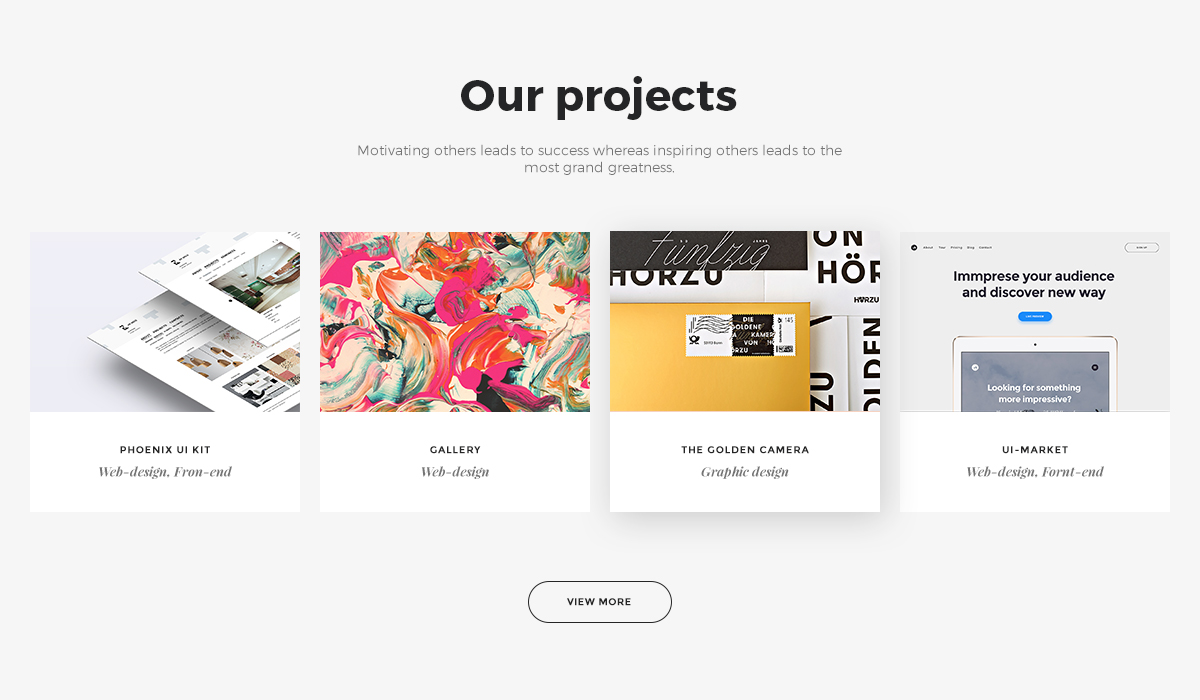 Our projects
Motivating others leads to success whereas inspiring others leads to the
most grand greatness.
Fünfzig
HÖRZU
ON
HÖR
HÖRZU
DIE
GOLDENE
KAMERA
VON
HÖRZU
145
ZU
OLDEN
About Tour Pricing Blog Contact
SIGN UP
Immprese your audience
and discover new way
Looking for something
more impressive?
PHOENIX UI KIT
Web-design, Fron-end
GALLERY
Web-design
THE GOLDEN CAMERA
Graphic design
UI-MARKET
Web-design, Fornt-end
VIEW MORE